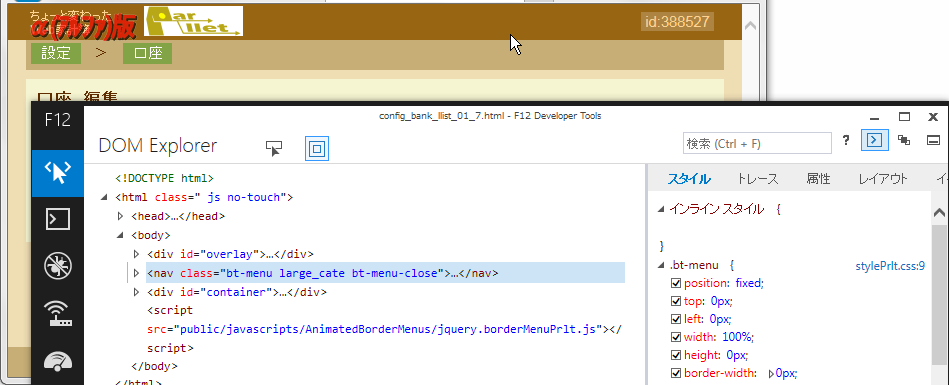 ちょっと変わった
α(アルファ)版
Par
llet.
id:388527
設定 > 口座
口座 編集
F12
config_bank_llist_01_7.html - F12 Developer Tools
DOM Explorer
検索 (Ctrl + F)
?
<!DOCTYPE html>
<html class=" js no-touch">
<head>…</head>
<body>
<div id="overlay">…</div>
<nav class="bt-menu large_cate bt-menu-close">…</nav>
<div id="container">…</div>
<script
src="public/javascripts/AnimatedBorderMenus/jquery.borderMenuPrlt.js"></
script>
</body>
</html>
スタイル トレース 属性 レイアウト イ
インライン スタイル {
}
.bt-menu { stylePrlt.css:9
position: fixed;
top: 0px;
left: 0px;
width: 100%;
height: 0px;
border-width: 0px;